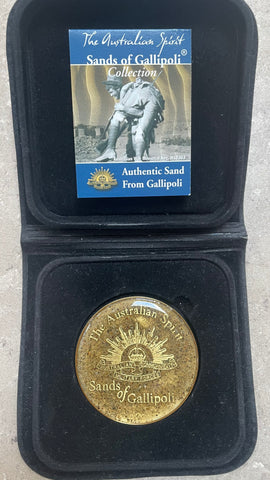 The Australian Spirit
Sands of Gallipoli®
Collection
Authentic Sand
From Gallipoli
The Australian Spirit
Sands
of Gallipoli